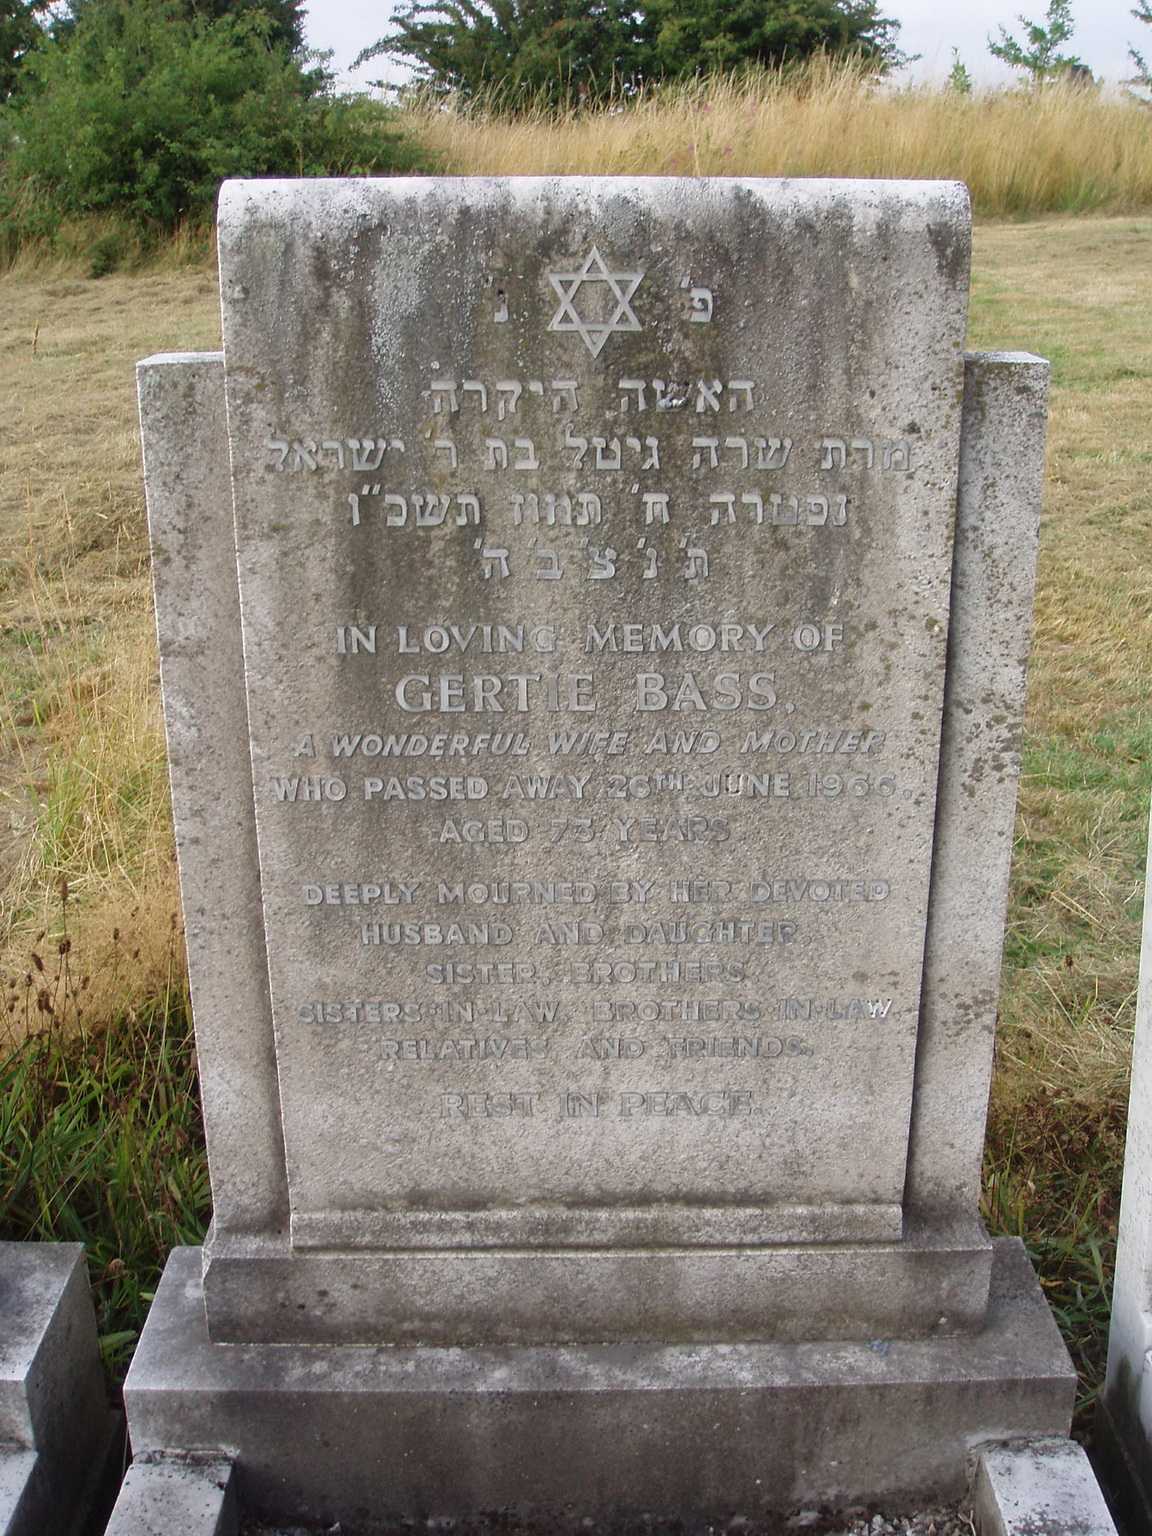 פ' נ'
האשה היקרה
מרת שרה גיטל בת ר' ישראל
נפטרה ח' תמוז תשכ"ו
ת' נ' צ' ב' ה'
IN LOVING MEMORY OF
GERTIE BASS,
A WONDERFUL WIFE AND MOTHER
WHO PASSED AWAY 26TH JUNE 1966,
AGED 73 YEARS
DEEPLY MOURNED BY HER DEVOTED
HUSBAND AND DAUGHTER
SISTER, BROTHERS,
SISTERS-IN-LAW, BROTHERS-IN-LAW
RELATIVES AND FRIENDS.
REST IN PEACE.